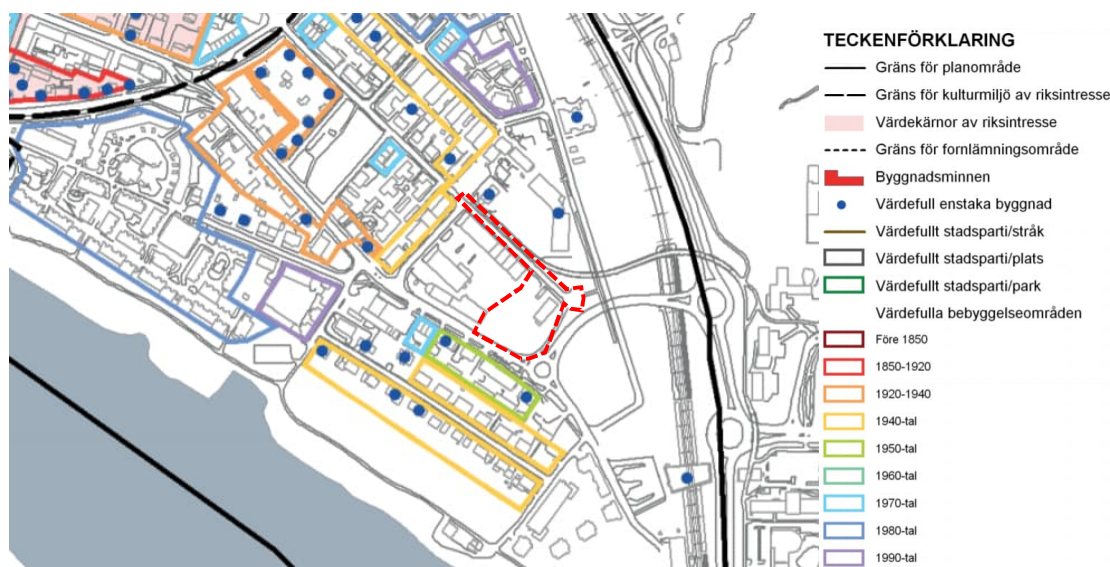 TECKENFÖRKLARING
Gräns för planområde
Gräns för kulturmiljö av riksintresse
Värdekärnor av riksintresse
Gräns för fornlämningsområde
Byggnadsminnen
Värdefull enstaka byggnad
Värdefullt stadsparti/stråk
Värdefullt stadsparti/plats
Värdefullt stadsparti/park
Värdefulla bebyggelseområden
Före 1850
1850-1920
1920-1940
1940-tal
1950-tal
1960-tal
1970-tal
1980-tal
1990-tal